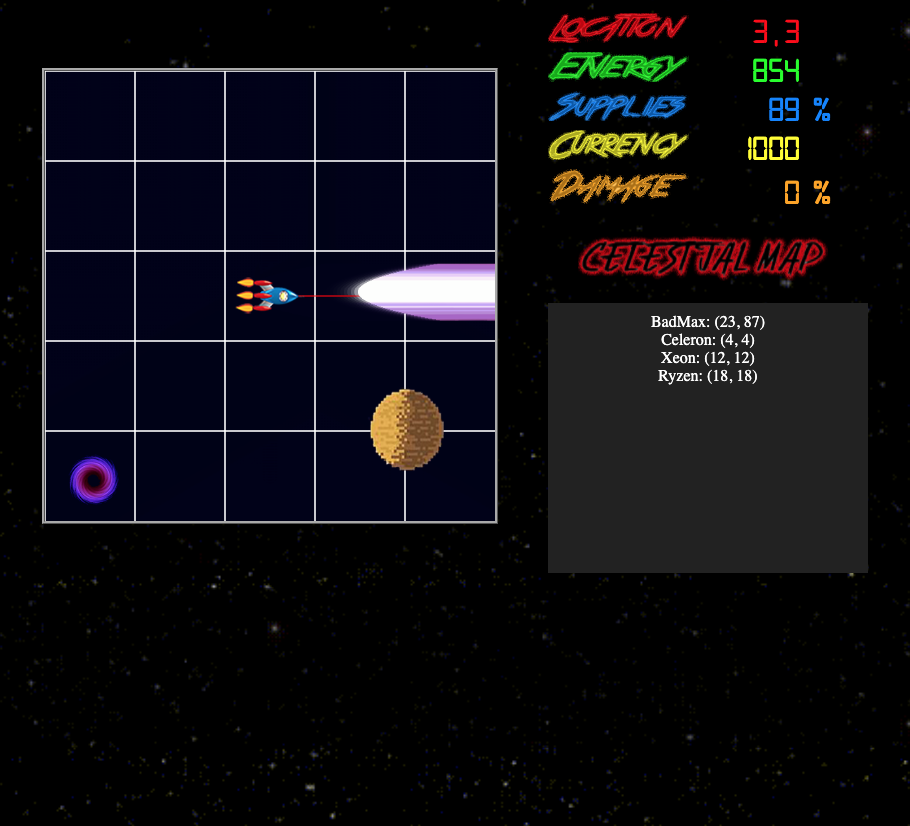 LOCATION 3,3
ENERGY 854
SUPPLIES 89 %
CURRENCY 1000
DAMAGE 0 %
CELESTIAL MAP
BadMax: (23, 87)
Celeron: (4, 4)
Xeon: (12, 12)
Ryzen: (18, 18)